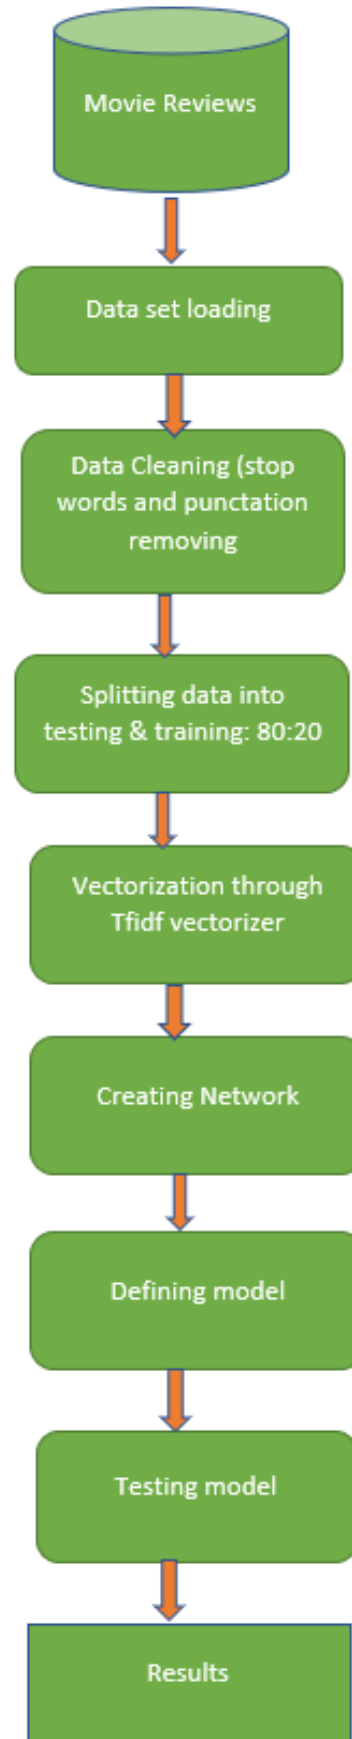 Movie Reviews
Data set loading
Data Cleaning (stop
words and punctation
removing
Splitting data into
testing & training: 80:20
Vectorization through
Tfidf vectorizer
Creating Network
Defining model
Testing model
Results